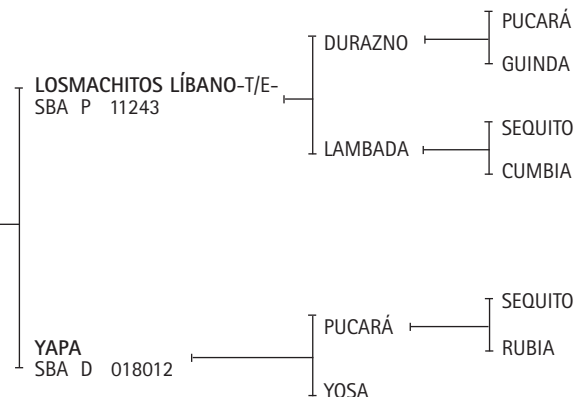 PUCARÁ
DURAZNO
GUINDA
LOSMACHITOS LÍBANO-T/E-
SBA P 11243
SEQUITO
LAMBADA
CUMBIA
SEQUITO
PUCARÁ
RUBIA
YAPA
SBA D 018012
YOSA